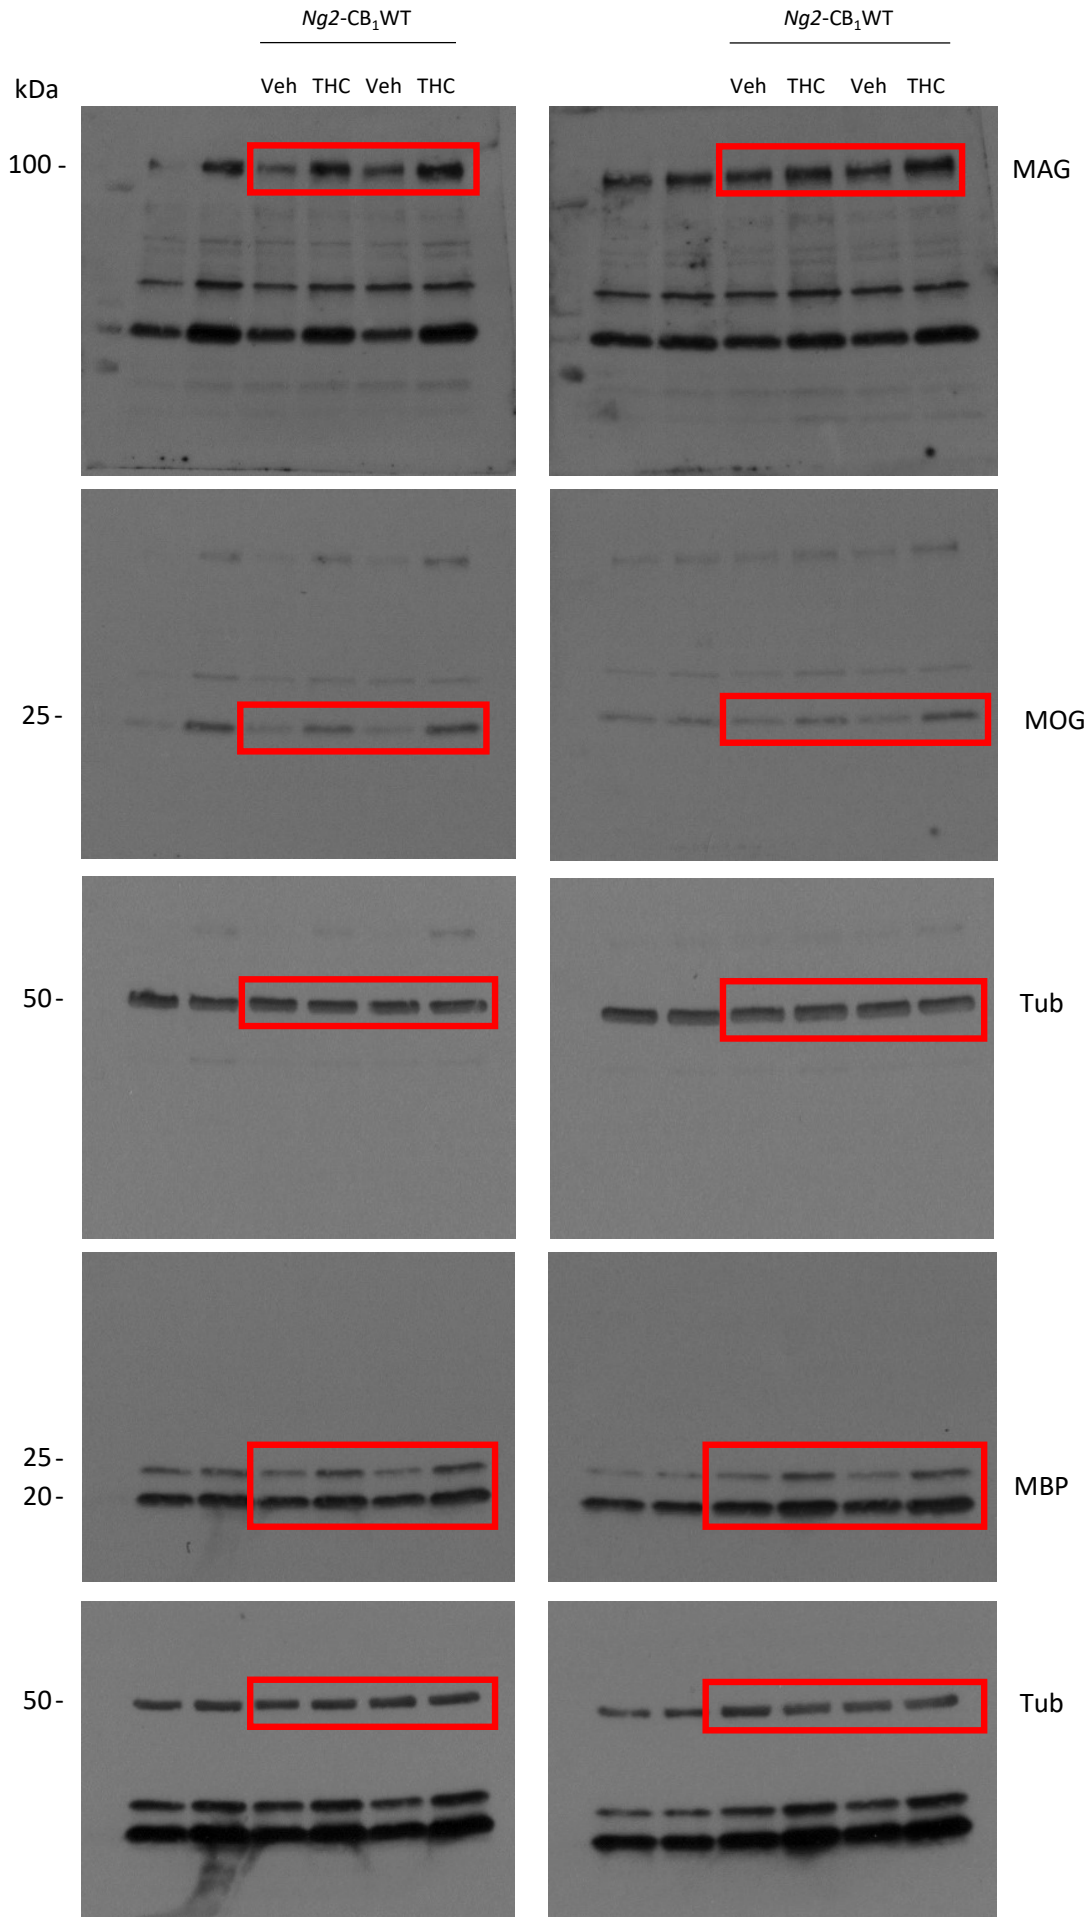 Ng2-CB₁WT Ng2-CB₁WT
kDa Veh THC Veh THC Veh THC Veh THC
100 - MAG
25 - MOG
50 - Tub
25 -
20 - MBP
50 - Tub